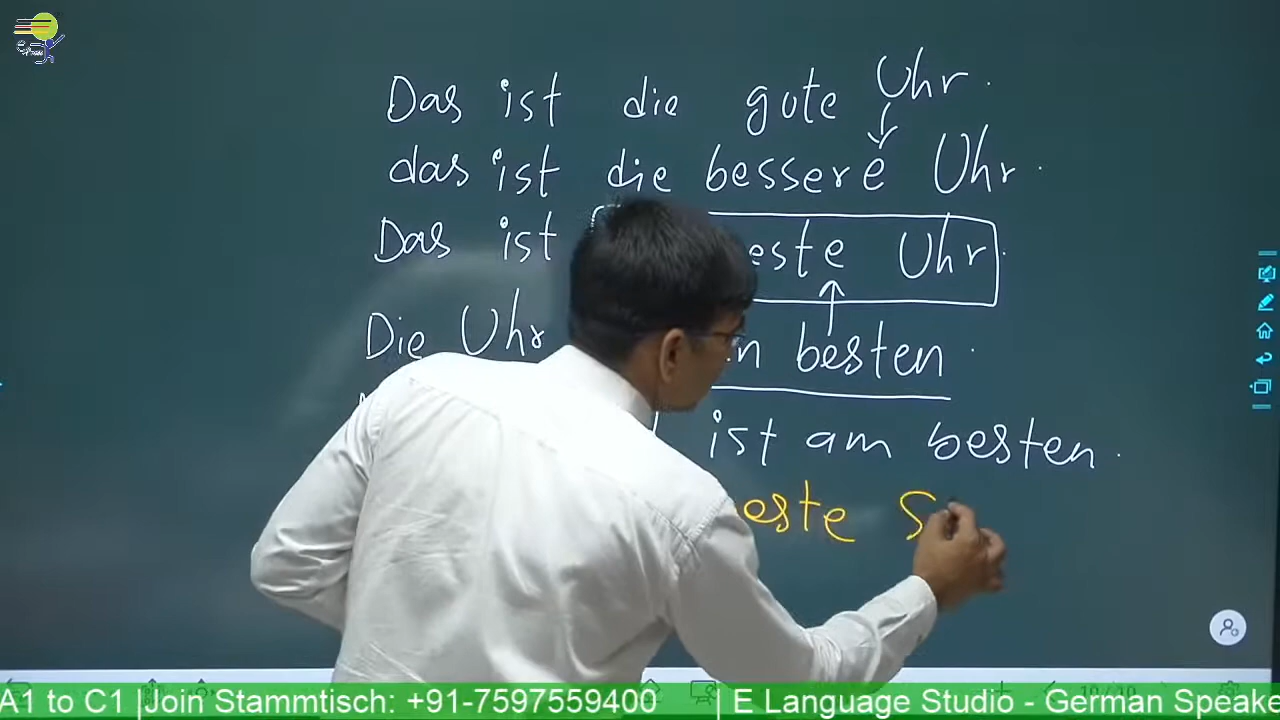 Das ist die gute Uhr.
das ist die bessere Uhr.
Das ist este Uhr.
Die Uhr besten.
ist am besten.
este S
A1 to C1 |Join Stammtisch: +91-7597559400 | E Language Studio - German Speake